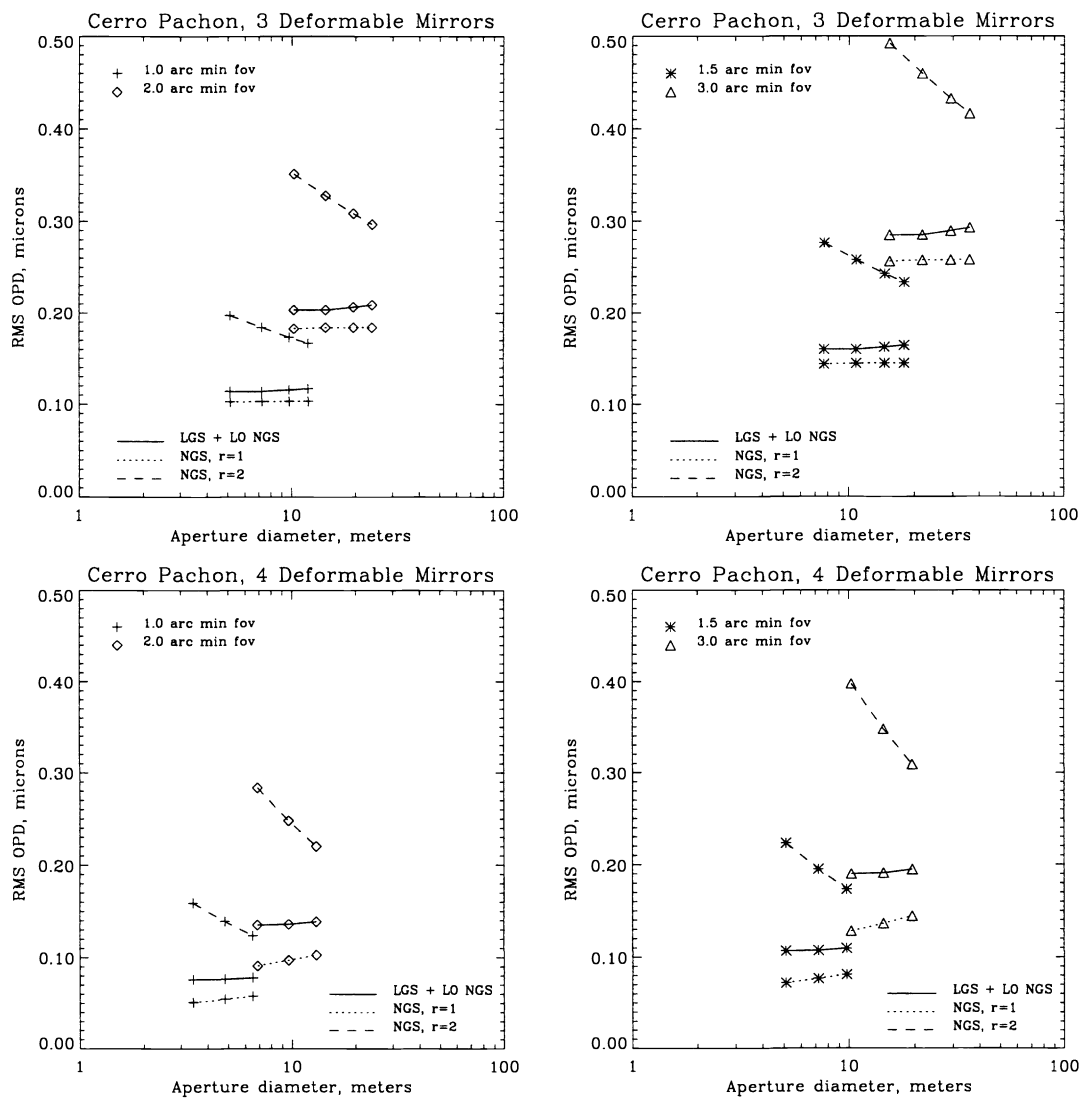 Cerro Pachon, 3 Deformable Mirrors
0.50
0.40
0.30
0.20
0.10
0.00
RMS OPD, microns
1.0 arc min fov
2.0 arc min fov
LGS + LO NGS
NGS, r=1
NGS, r=2
1
10
100
Aperture diameter, meters
Cerro Pachon, 3 Deformable Mirrors
0.50
0.40
0.30
0.20
0.10
0.00
RMS OPD, microns
1.5 arc min fov
3.0 arc min fov
LGS + LO NGS
NGS, r=1
NGS, r=2
1
10
100
Aperture diameter, meters
Cerro Pachon, 4 Deformable Mirrors
0.50
0.40
0.30
0.20
0.10
0.00
RMS OPD, microns
1.0 arc min fov
2.0 arc min fov
LGS + LO NGS
NGS, r=1
NGS, r=2
1
10
100
Aperture diameter, meters
Cerro Pachon, 4 Deformable Mirrors
0.50
0.40
0.30
0.20
0.10
0.00
RMS OPD, microns
1.5 arc min fov
3.0 arc min fov
LGS + LO NGS
NGS, r=1
NGS, r=2
1
10
100
Aperture diameter, meters